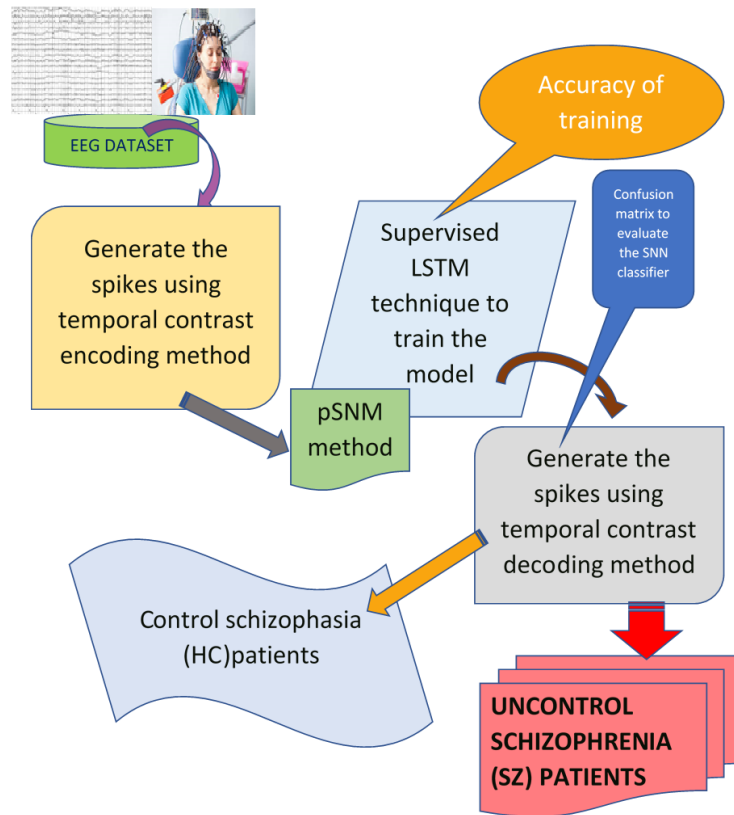 EEG DATASET
Generate the
spikes using
temporal contrast
encoding method
pSNM
method
Supervised
LSTM
technique to
train the
model
Accuracy of
training
Confusion
matrix to
evaluate
the SNN
classifier
Generate the
spikes using
temporal contrast
decoding method
Control schizophasia
(HC)patients
UNCONTROL
SCHIZOPHRENIA
(SZ) PATIENTS